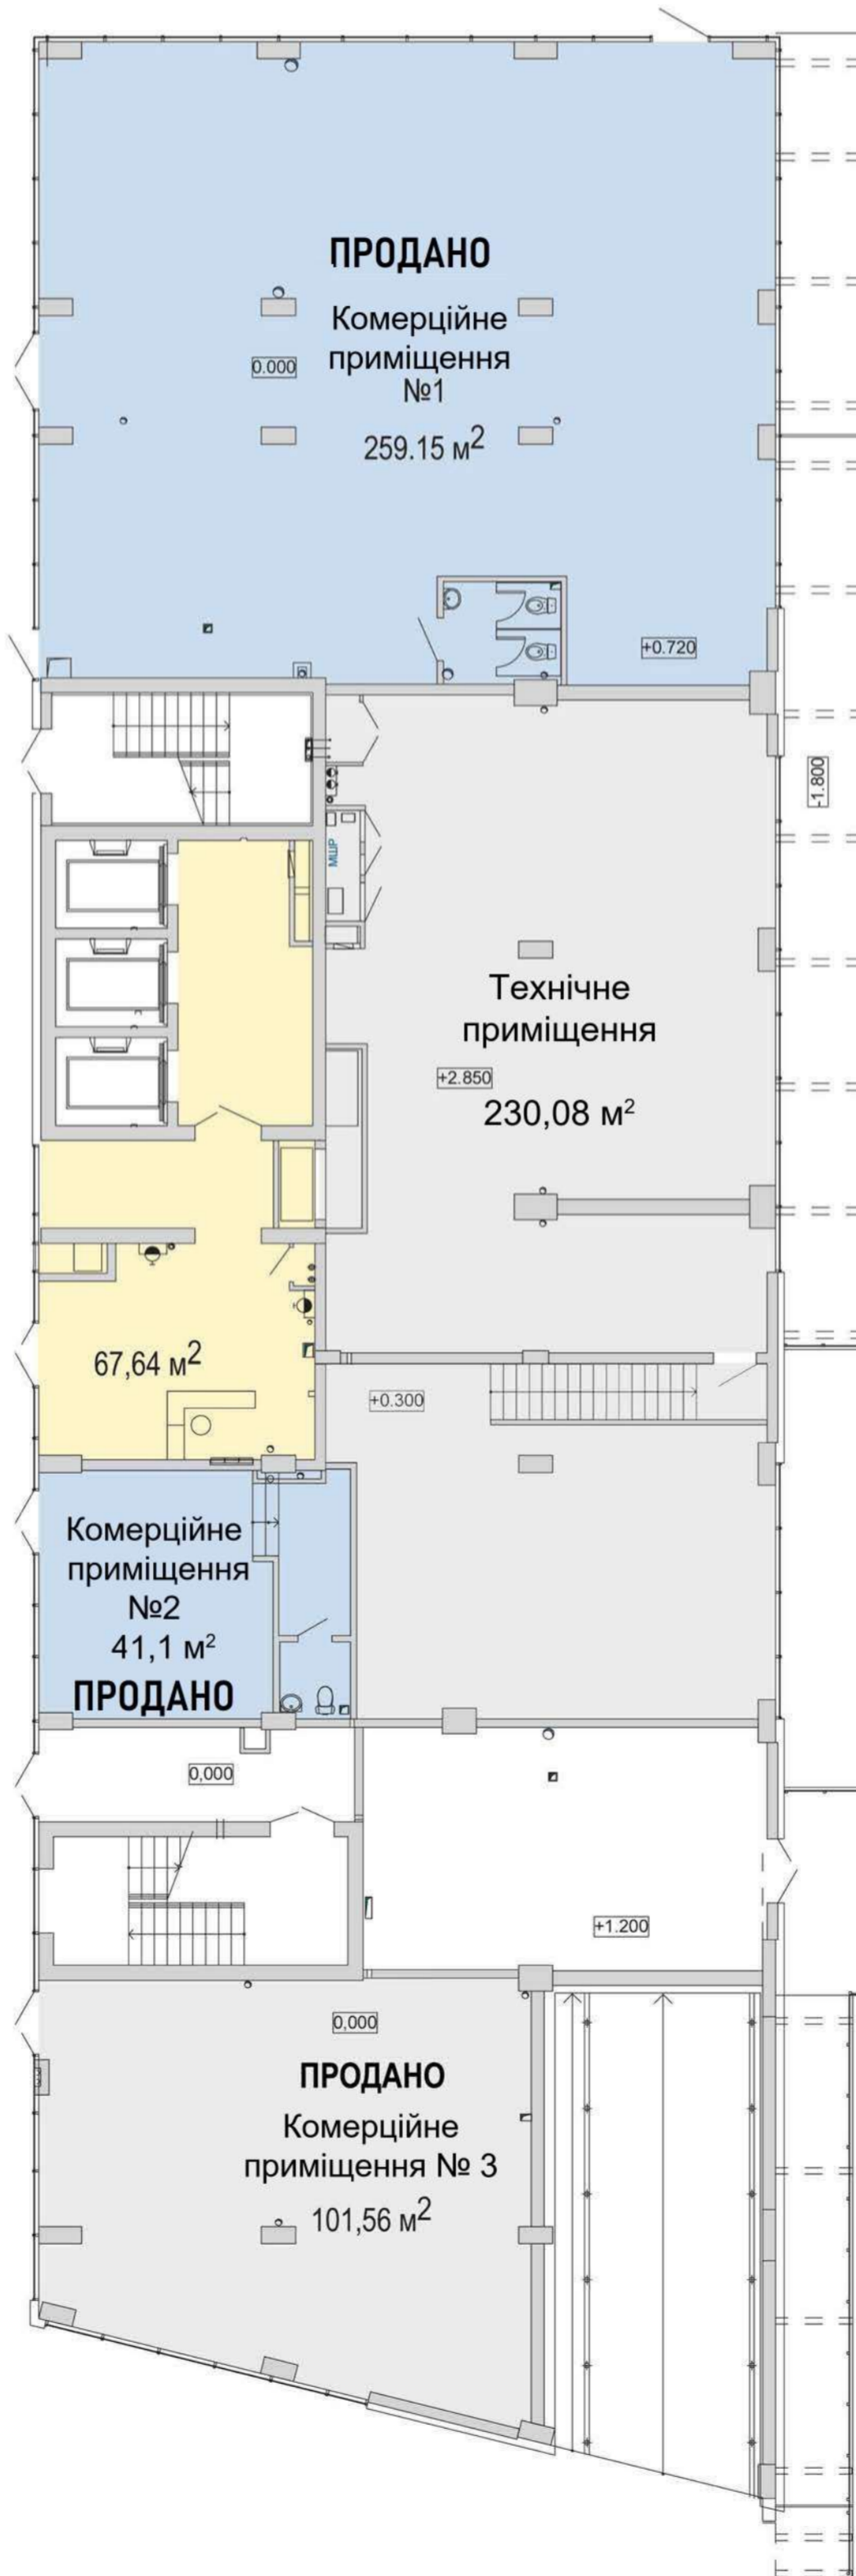 ПРОДАНО
Комерційне
приміщення
№1
0.000
259.15 м²
+0.720
-1.800
МШР
Технічне
приміщення
+2.850
230,08 м²
67,64 м²
+0.300
Комерційне
приміщення
№2
41,1 м²
ПРОДАНО
0,000
+1.200
0,000
ПРОДАНО
Комерційне
приміщення № 3
101,56 м²